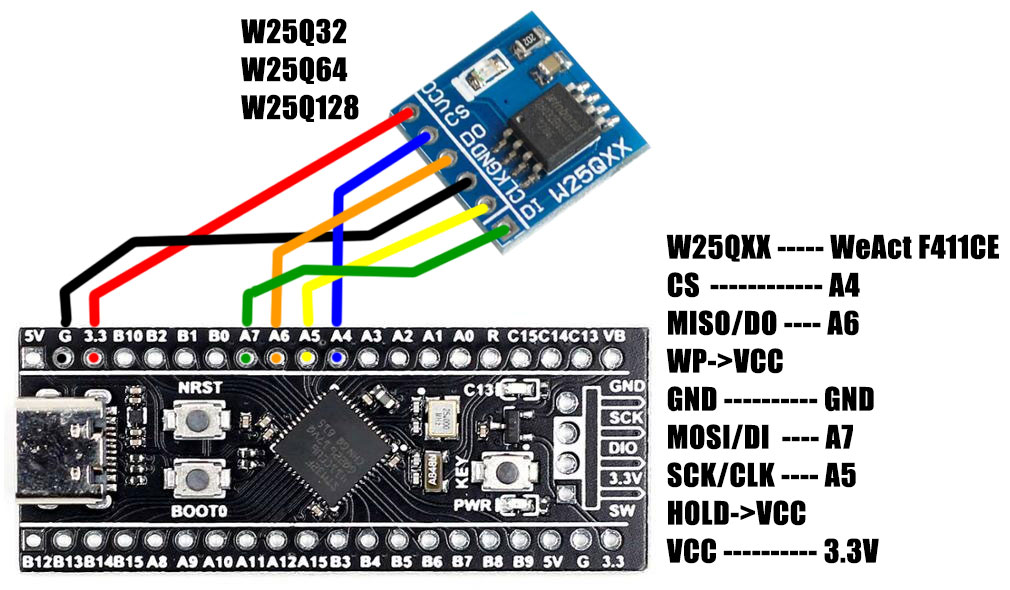 W25Q32
W25Q64
W25Q128
VCC
CS
DO
GND
CLK
DI
W25QXX
202
W25QXX ----- WeAct F411CE
CS ------------ A4
MISO/DO ---- A6
WP->VCC
GND ---------- GND
MOSI/DI ---- A7
SCK/CLK ---- A5
HOLD->VCC
VCC ---------- 3.3V
5V G 3.3 B10 B2 B1 B0 A7 A6 A5 A4 A3 A2 A1 A0 R C15 C14 C13 VB
NRST
C13
GND
SCK
DIO
3.3V
SW
KEY
BOOT0
PWR
B12 B13 B14 B15 A8 A9 A10 A11 A12 A15 B3 B4 B5 B6 B7 B8 B9 5V G 3.3